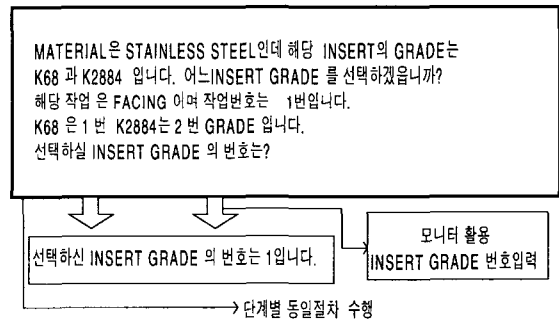 MATERIAL은 STAINLESS STEEL인데 해당 INSERT의 GRADE는
K68 과 K2884 입니다. 어느INSERT GRADE 를 선택하겠읍니까?
해당 작업 은 FACING 이며 작업번호는 1번입니다.
K68 은 1 번 K2884는 2 번 GRADE 입니다.
선택하실 INSERT GRADE 의 번호는?
선택하신 INSERT GRADE 의 번호는 1입니다.
모니터 활용
INSERT GRADE 번호입력
단계별 동일절차 수행